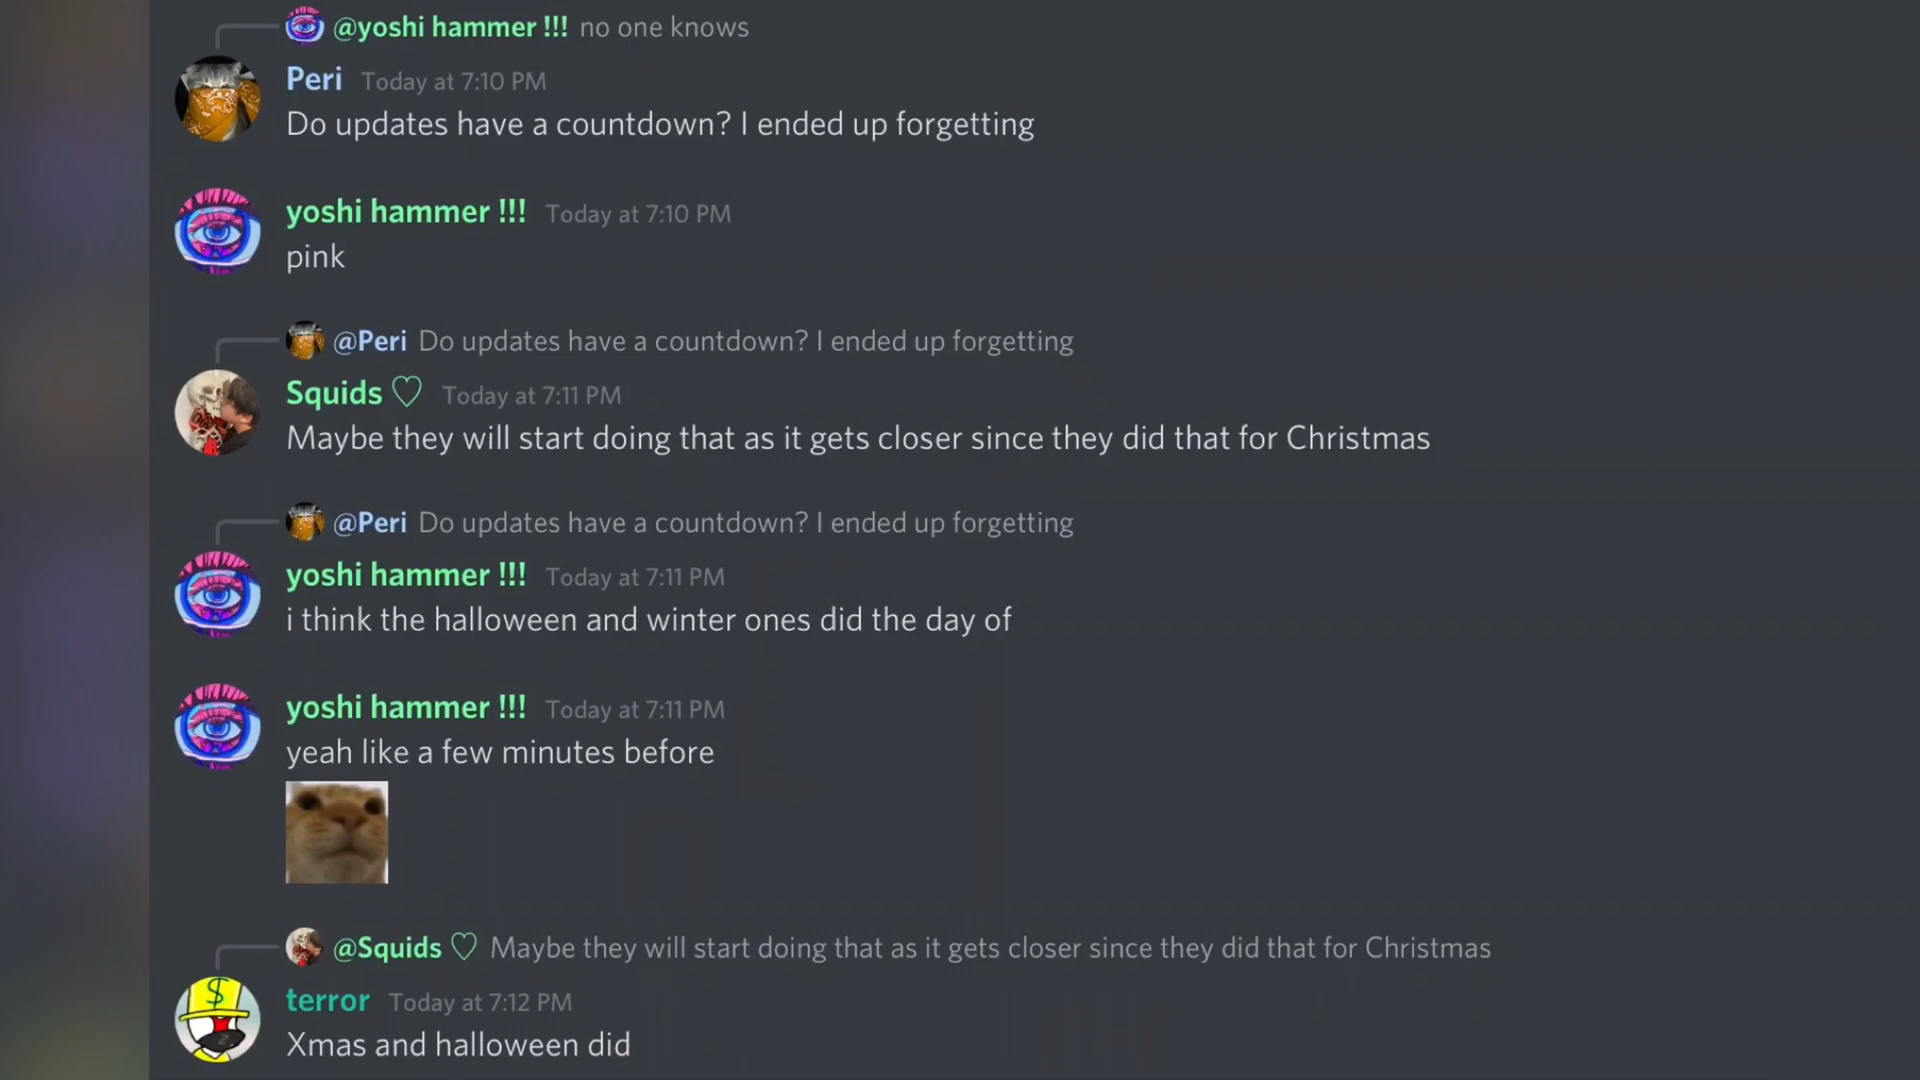 @yoshi hammer !!! no one knows
Peri Today at 7:10 PM
Do updates have a countdown? I ended up forgetting
yoshi hammer !!! Today at 7:10 PM
pink
@Peri Do updates have a countdown? I ended up forgetting
Squids ♡ Today at 7:11 PM
Maybe they will start doing that as it gets closer since they did that for Christmas
@Peri Do updates have a countdown? I ended up forgetting
yoshi hammer !!! Today at 7:11 PM
i think the halloween and winter ones did the day of
yoshi hammer !!! Today at 7:11 PM
yeah like a few minutes before
@Squids ♡ Maybe they will start doing that as it gets closer since they did that for Christmas
terror Today at 7:12 PM
Xmas and halloween did